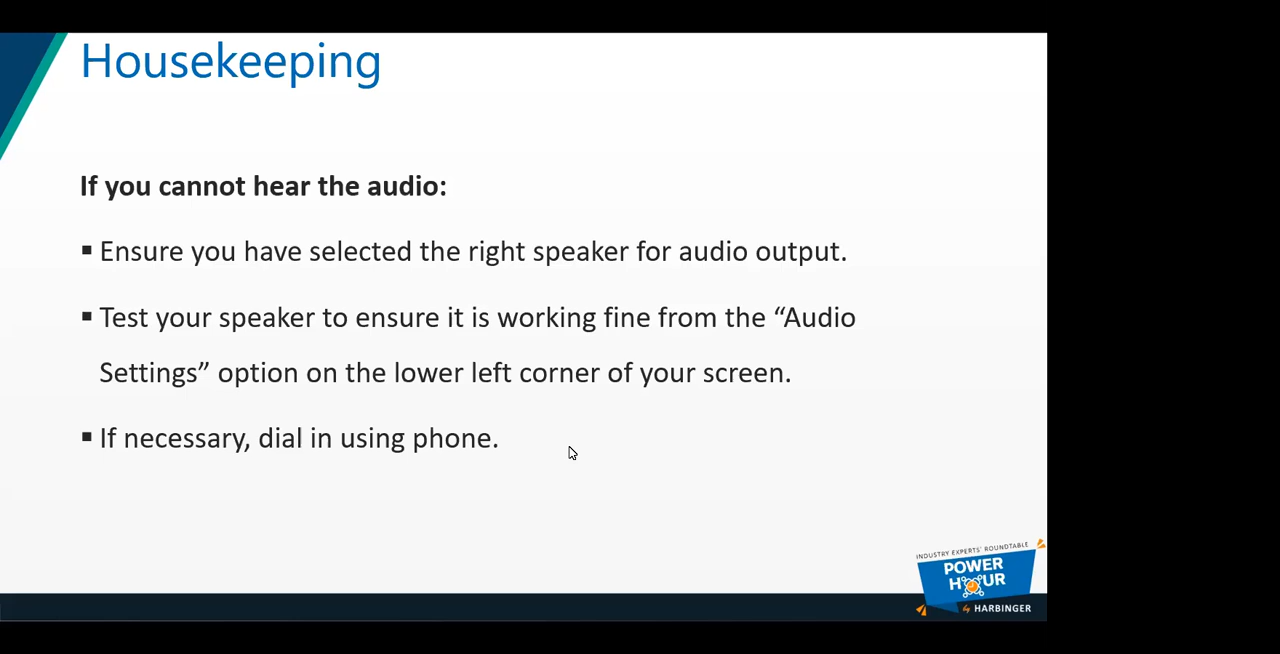 Housekeeping
If you cannot hear the audio:
▪ Ensure you have selected the right speaker for audio output.
▪ Test your speaker to ensure it is working fine from the “Audio
Settings” option on the lower left corner of your screen.
▪ If necessary, dial in using phone.
INDUSTRY EXPERTS' ROUNDTABLE
POWER
HOUR
by HARBINGER